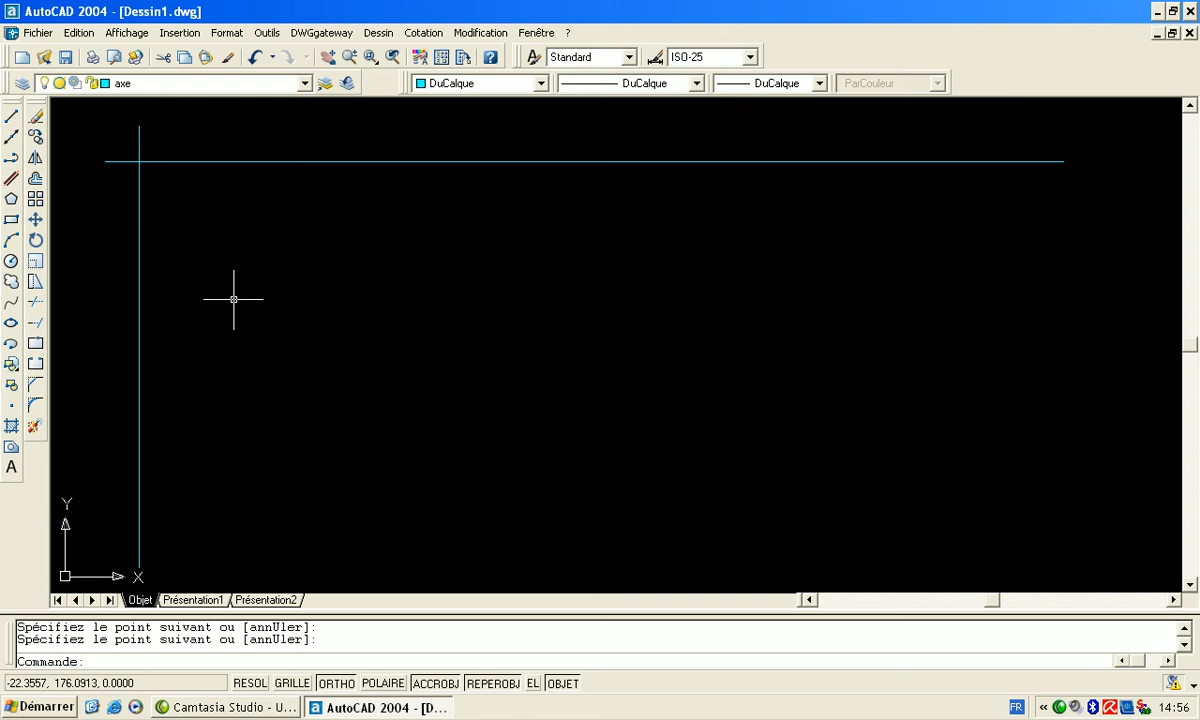 AutoCAD 2004 - [Dessin1.dwg]
Fichier Edition Affichage Insertion Format Outils DWGgateway Dessin Cotation Modification Fenêtre ?
Standard ISO-25
axe DuCalque DuCalque DuCalque ParCouleur
A
Y
X
Objet Présentation1 Présentation2
Spécifiez le point suivant ou [annUler]:
Spécifiez le point suivant ou [annUler]:
Commande:
-22.3557, 176.0913, 0.0000 RESOL GRILLE ORTHO POLAIRE ACCROBJ REPEROBJ EL OBJET
Démarrer Camtasia Studio - U... AutoCAD 2004 - [D... FR « 14:56